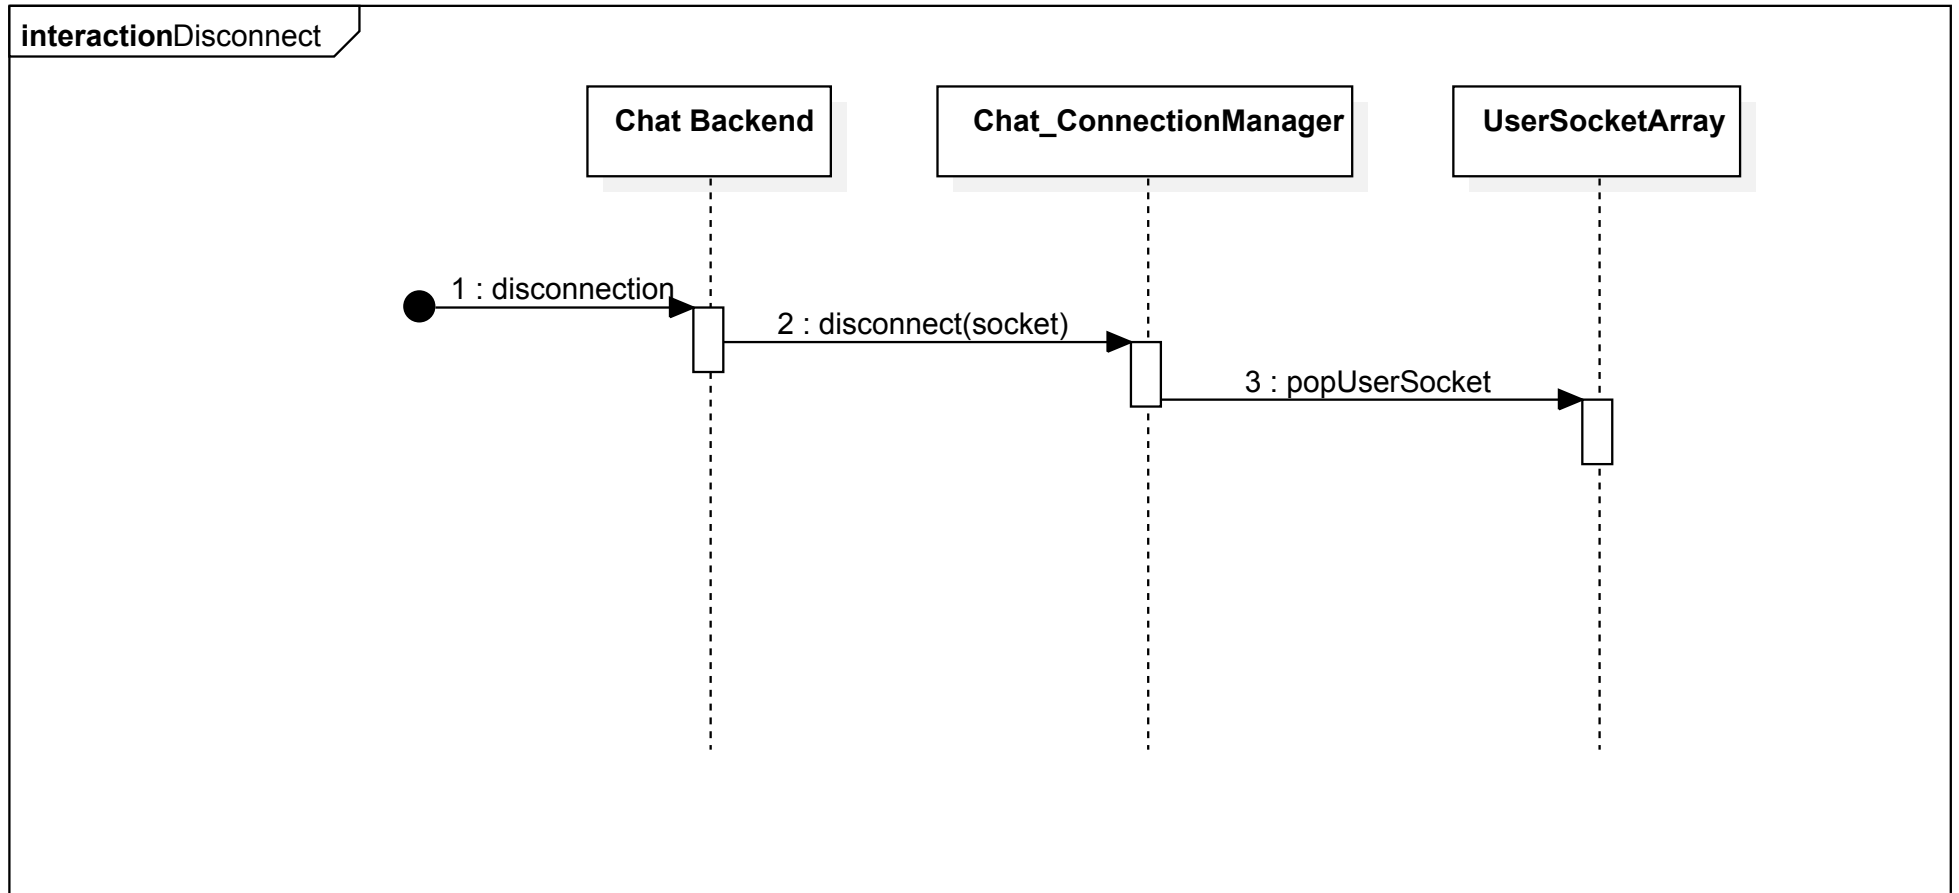 interactionDisconnect
Chat Backend
Chat_ConnectionManager
UserSocketArray
1 : disconnection
2 : disconnect(socket)
3 : popUserSocket